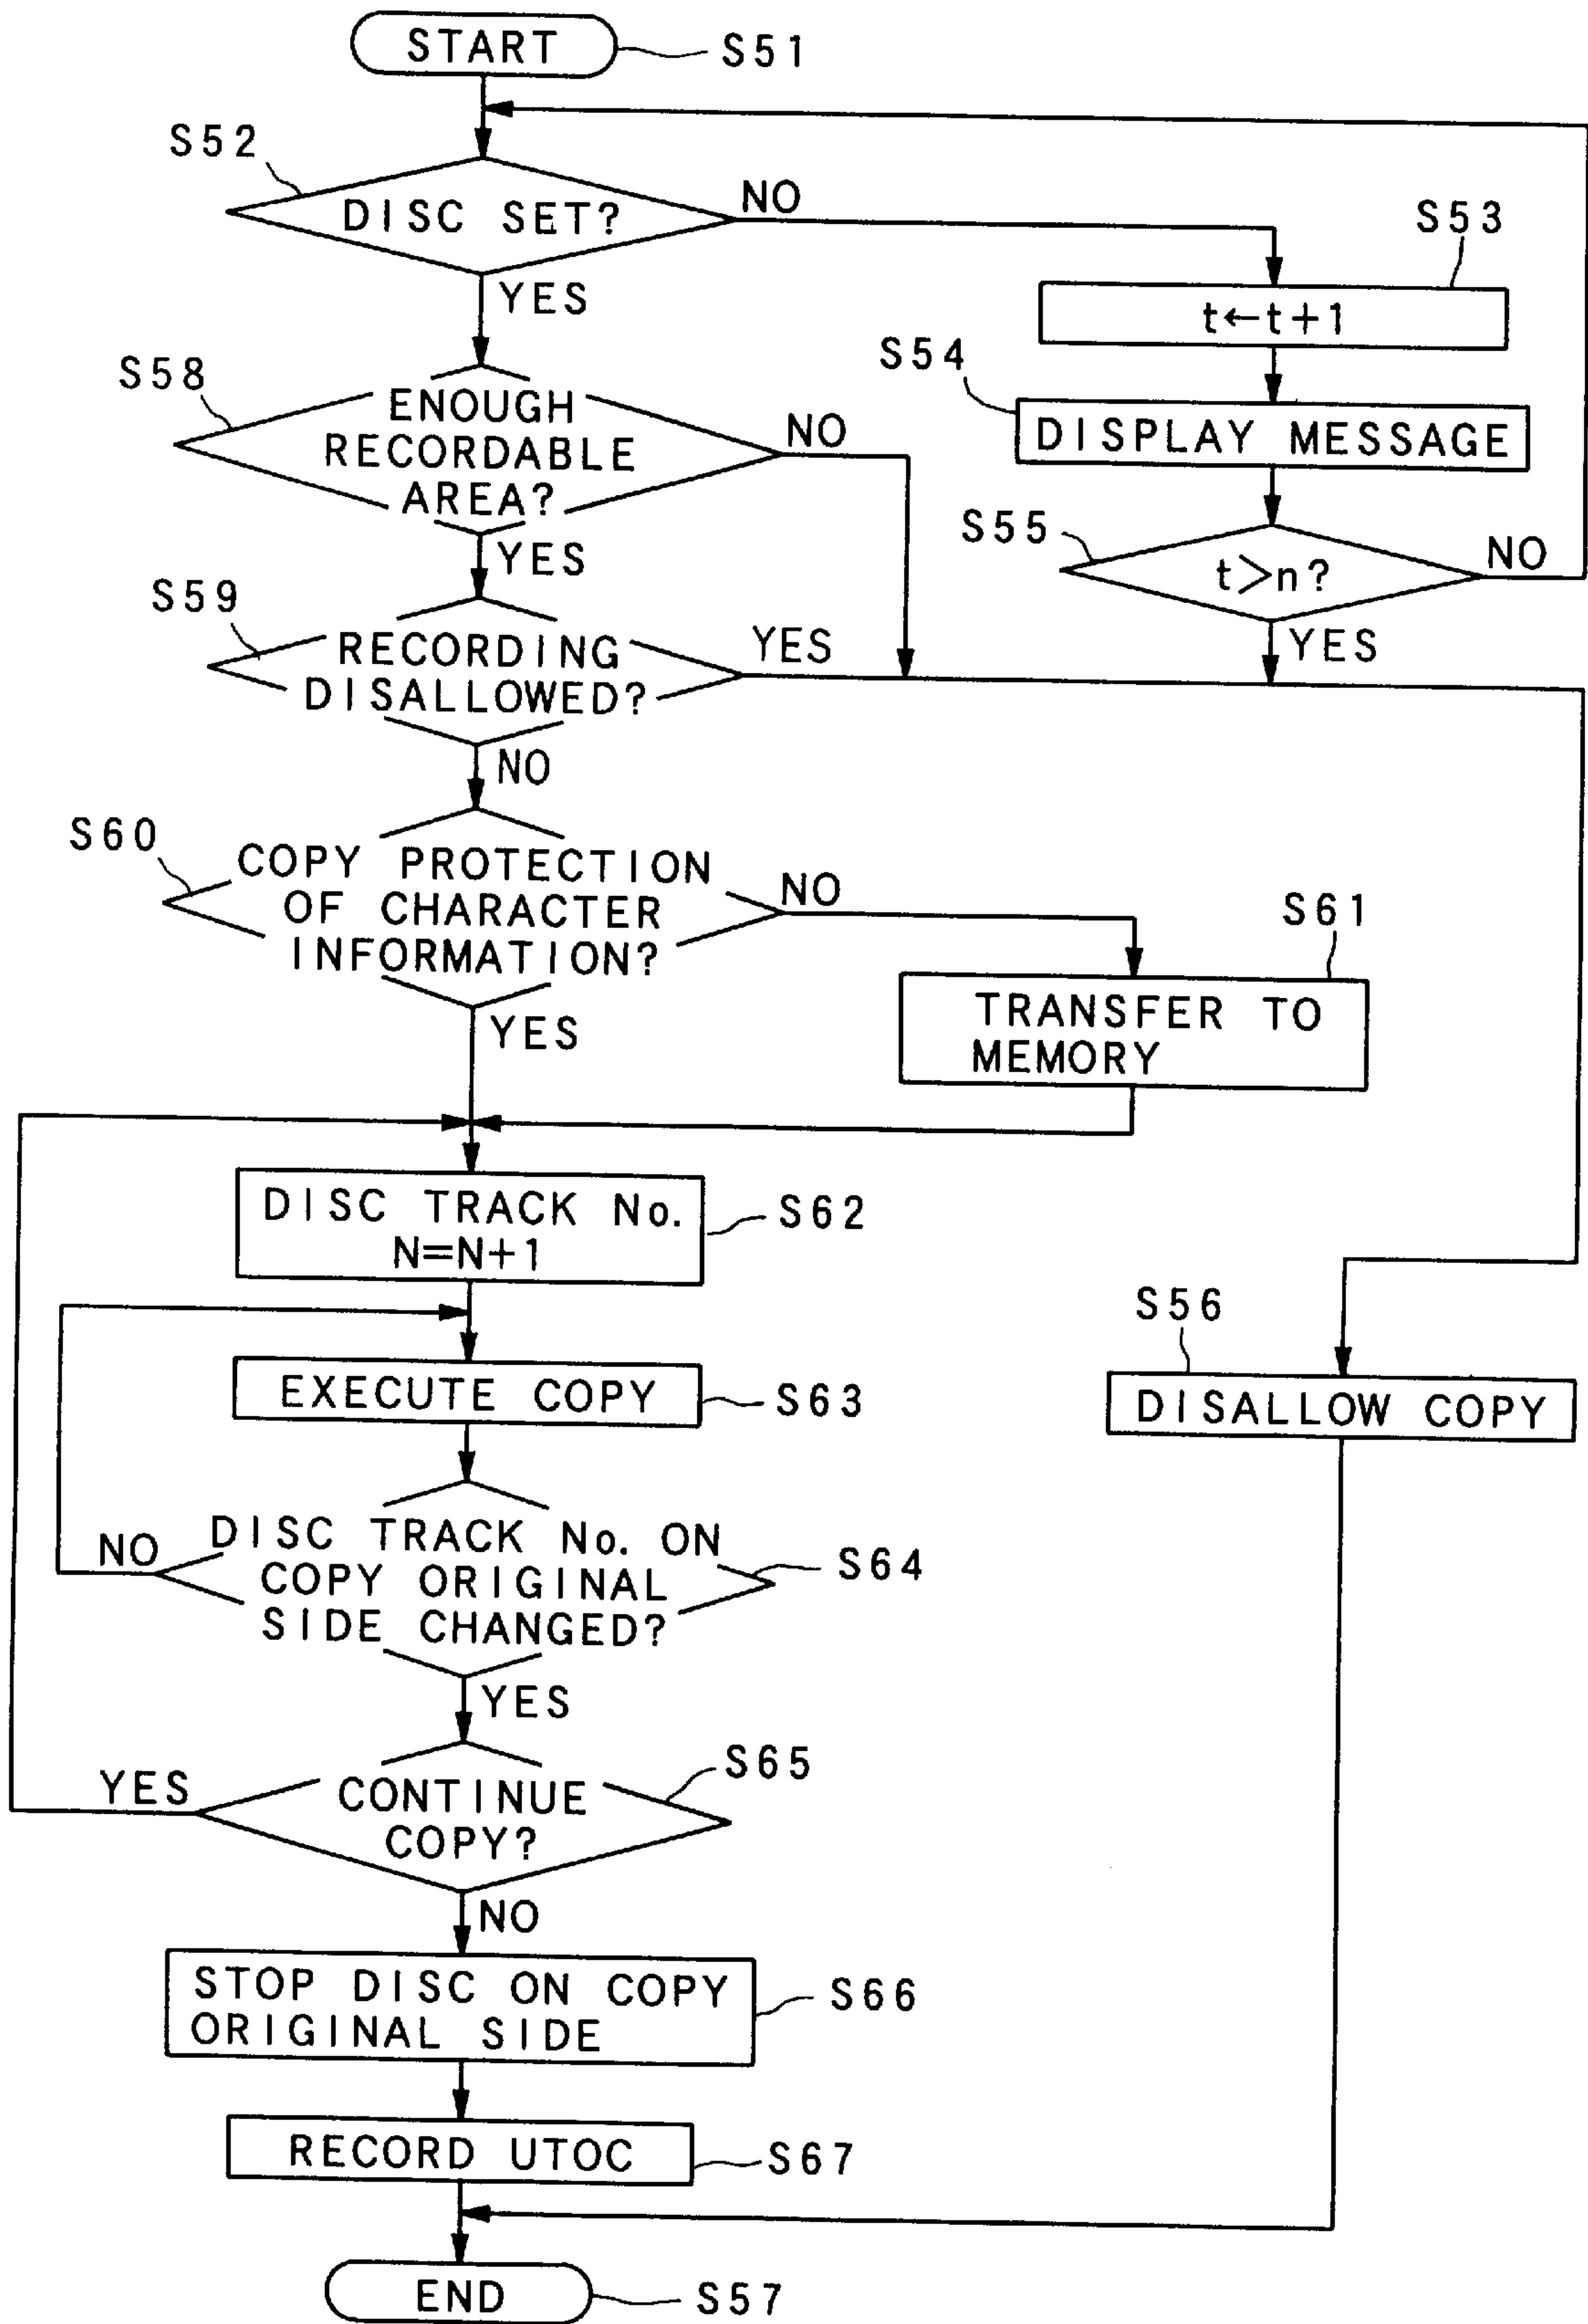 START
S51
S52
DISC SET?
NO
YES
S53
t←t+1
S54
DISPLAY MESSAGE
S55
t>n?
NO
YES
S58
ENOUGH
RECORDABLE
AREA?
NO
YES
S59
RECORDING
DISALLOWED?
YES
NO
S60
COPY PROTECTION
OF CHARACTER
INFORMATION?
NO
YES
S61
TRANSFER TO
MEMORY
DISC TRACK No.
N=N+1
S62
EXECUTE COPY
S63
S56
DISALLOW COPY
DISC TRACK No. ON
COPY ORIGINAL
SIDE CHANGED?
S64
NO
YES
S65
CONTINUE
COPY?
YES
NO
STOP DISC ON COPY
ORIGINAL SIDE
S66
RECORD UTOC
S67
END
S57